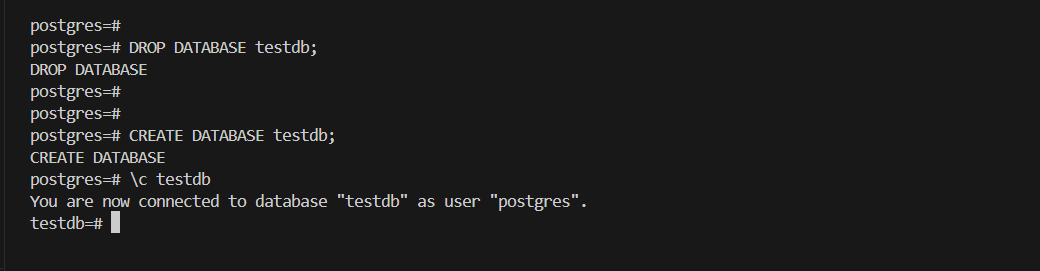 postgres=#
postgres=# DROP DATABASE testdb;
DROP DATABASE
postgres=#
postgres=#
postgres=# CREATE DATABASE testdb;
CREATE DATABASE
postgres=# \c testdb
You are now connected to database "testdb" as user "postgres".
testdb=#